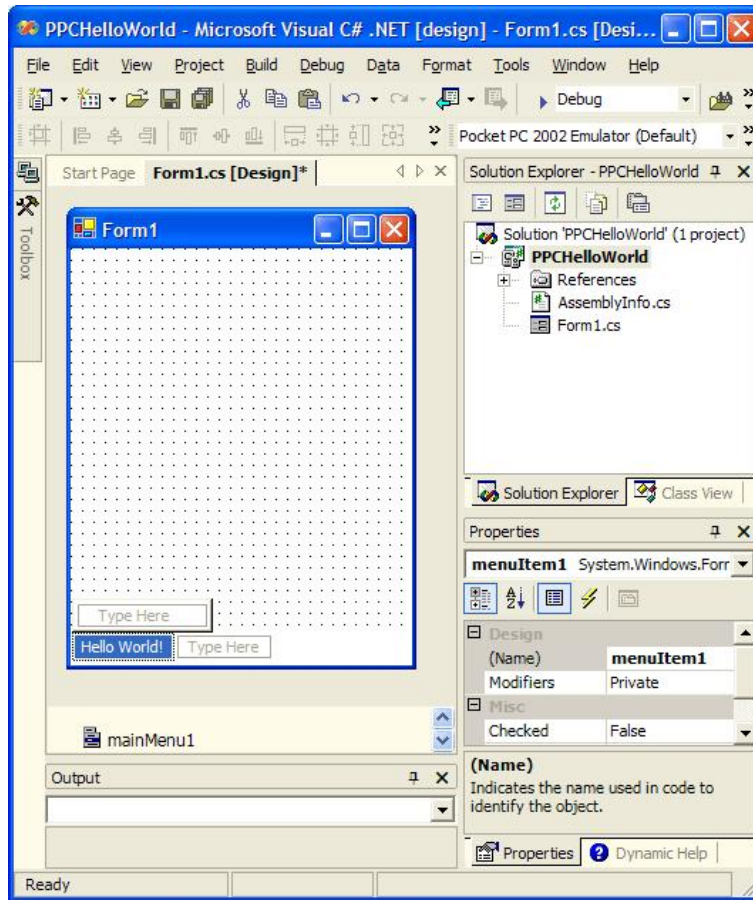 PPCHelloWorld - Microsoft Visual C# .NET [design] - Form1.cs [Desi...
File Edit View Project Build Debug Data Format Tools Window Help
Debug
Pocket PC 2002 Emulator (Default)
Toolbox
Start Page Form1.cs [Design]*
Form1
Type Here
Hello World! Type Here
mainMenu1
Output
Solution Explorer - PPCHelloWorld
Solution 'PPCHelloWorld' (1 project)
PPCHelloWorld
References
AssemblyInfo.cs
Form1.cs
Solution Explorer Class View
Properties
menuItem1 System.Windows.Forr
Design
(Name) menuItem1
Modifiers Private
Misc
Checked False
(Name)
Indicates the name used in code to
identify the object.
Properties Dynamic Help
Ready